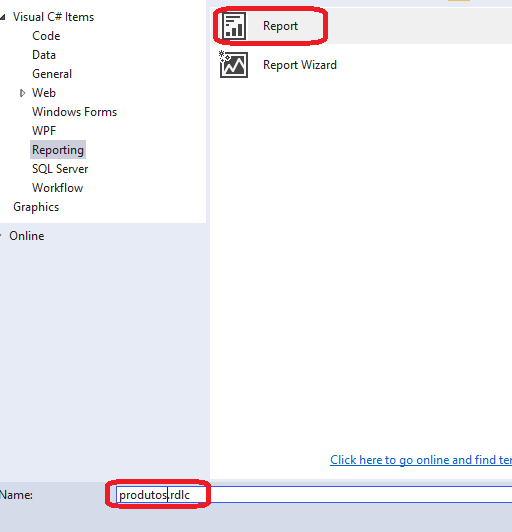 Visual C# Items
Code
Data
General
Web
Windows Forms
WPF
Reporting
SQL Server
Workflow
Graphics
Online
Report
Report Wizard
Click here to go online and find te
Name:
produtos.rdlc